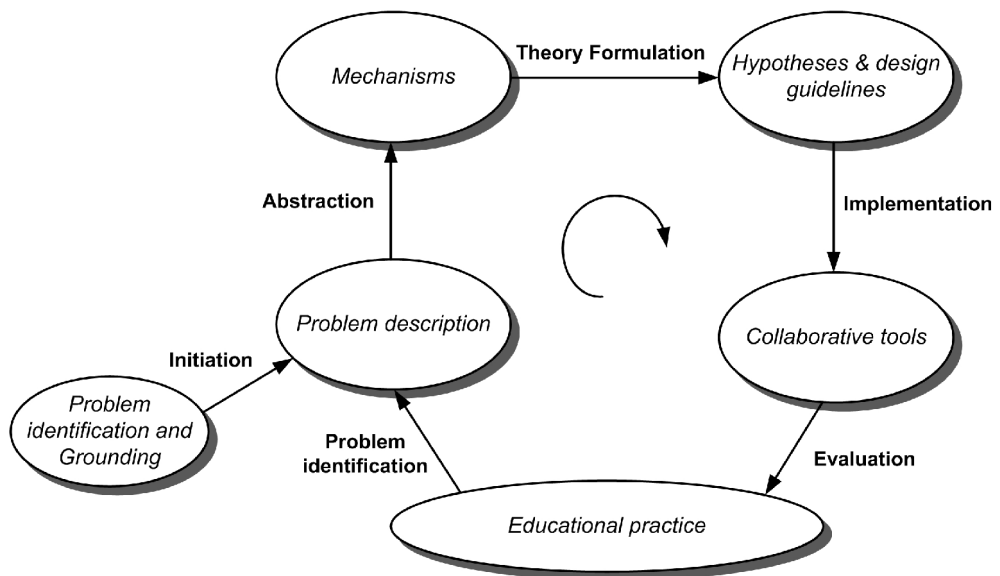 Mechanisms
Theory Formulation
Hypotheses & design
guidelines
Abstraction
Implementation
Problem description
Collaborative tools
Initiation
Problem
identification and
Grounding
Problem
identification
Evaluation
Educational practice